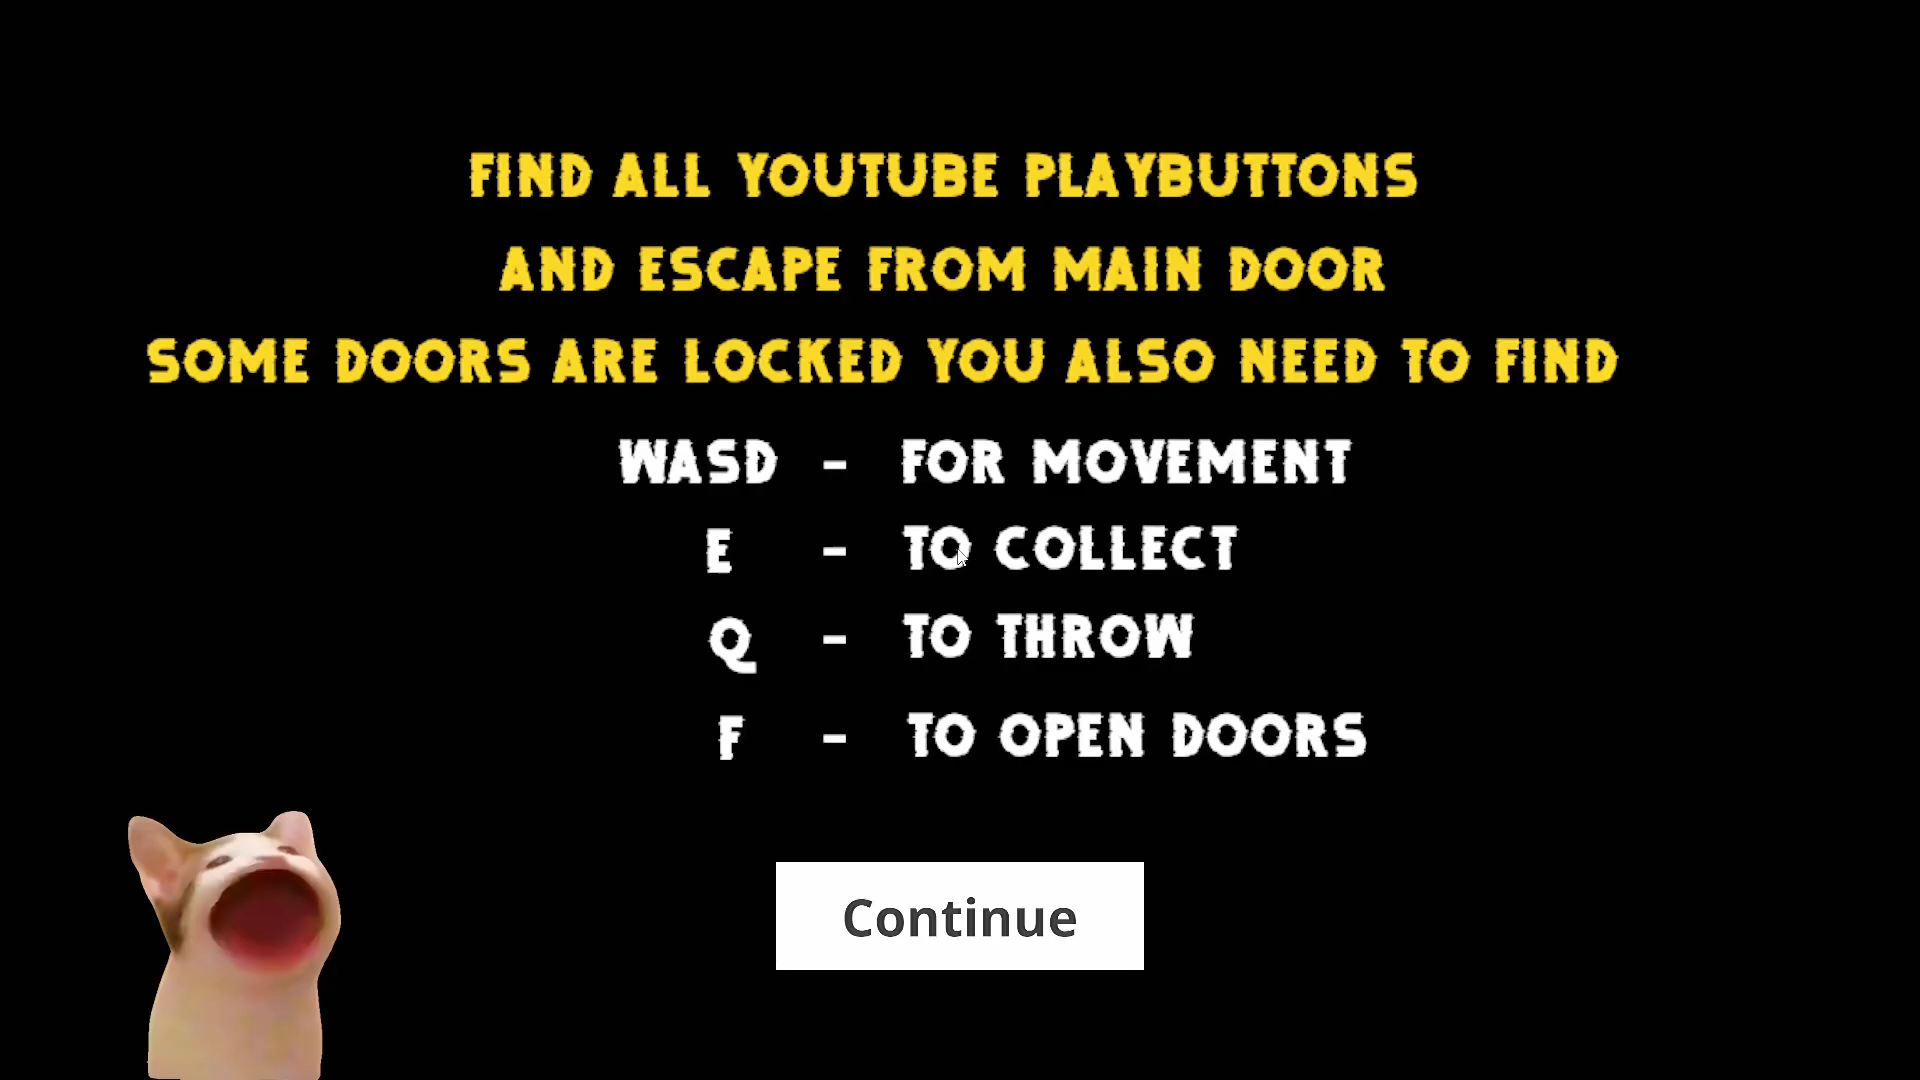 FIND ALL YOUTUBE PLAYBUTTONS
AND ESCAPE FROM MAIN DOOR
SOME DOORS ARE LOCKED YOU ALSO NEED TO FIND
WASD - FOR MOVEMENT
E - TO COLLECT
Q - TO THROW
F - TO OPEN DOORS
Continue